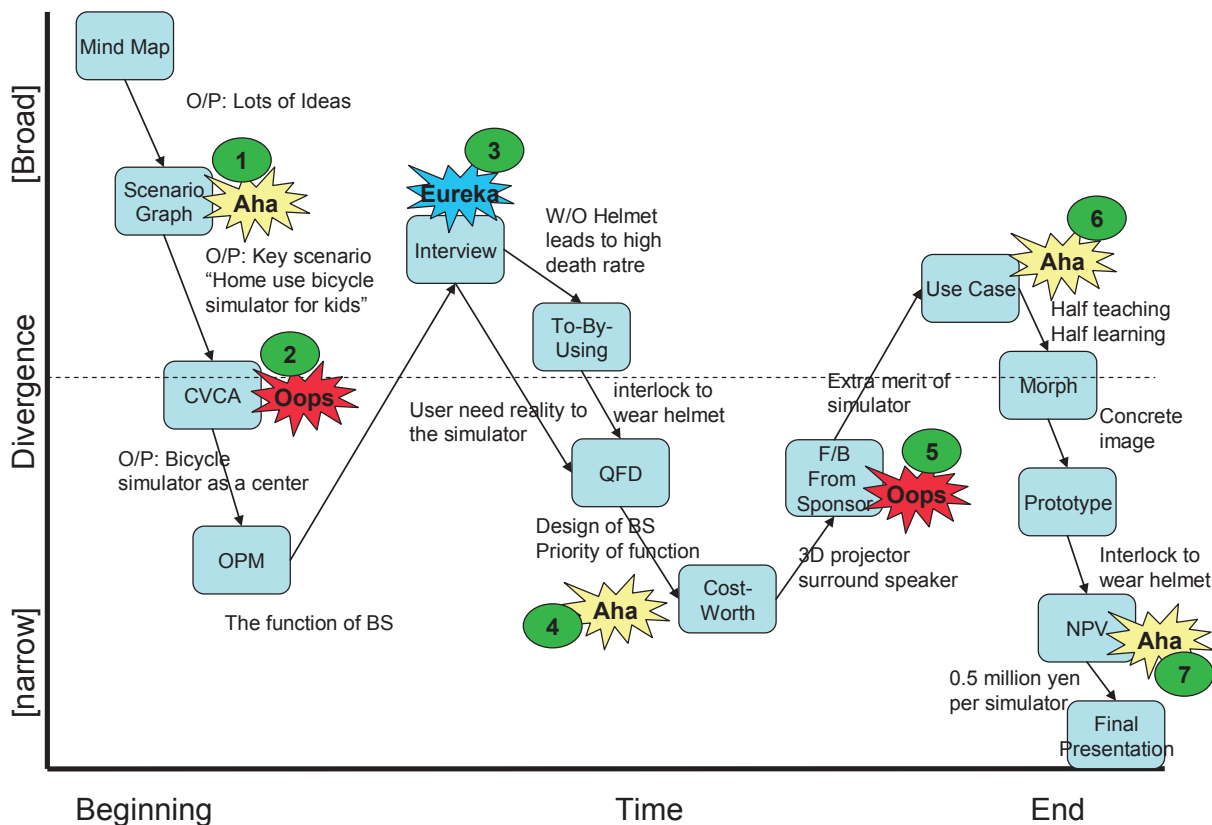 Mind Map
O/P: Lots of Ideas
[Broad]
Divergence
[narrow]
1
Scenario
Graph
Aha
O/P: Key scenario
“Home use bicycle
simulator for kids”
2
CVCA
Oops
O/P: Bicycle
simulator as a center
OPM
The function of BS
3
Eureka
Interview
W/O Helmet
leads to high
death ratre
To-By-
Using
User need reality to
the simulator
interlock to
wear helmet
QFD
Design of BS
Priority of function
4
Aha
Cost-
Worth
3D projector
surround speaker
5
F/B
From
Sponsor
Oops
Extra merit of
simulator
6
Use Case
Aha
Half teaching
Half learning
Morph
Concrete
image
Prototype
Interlock to
wear helmet
NPV
Aha
7
0.5 million yen
per simulator
Final
Presentation
Beginning
Time
End